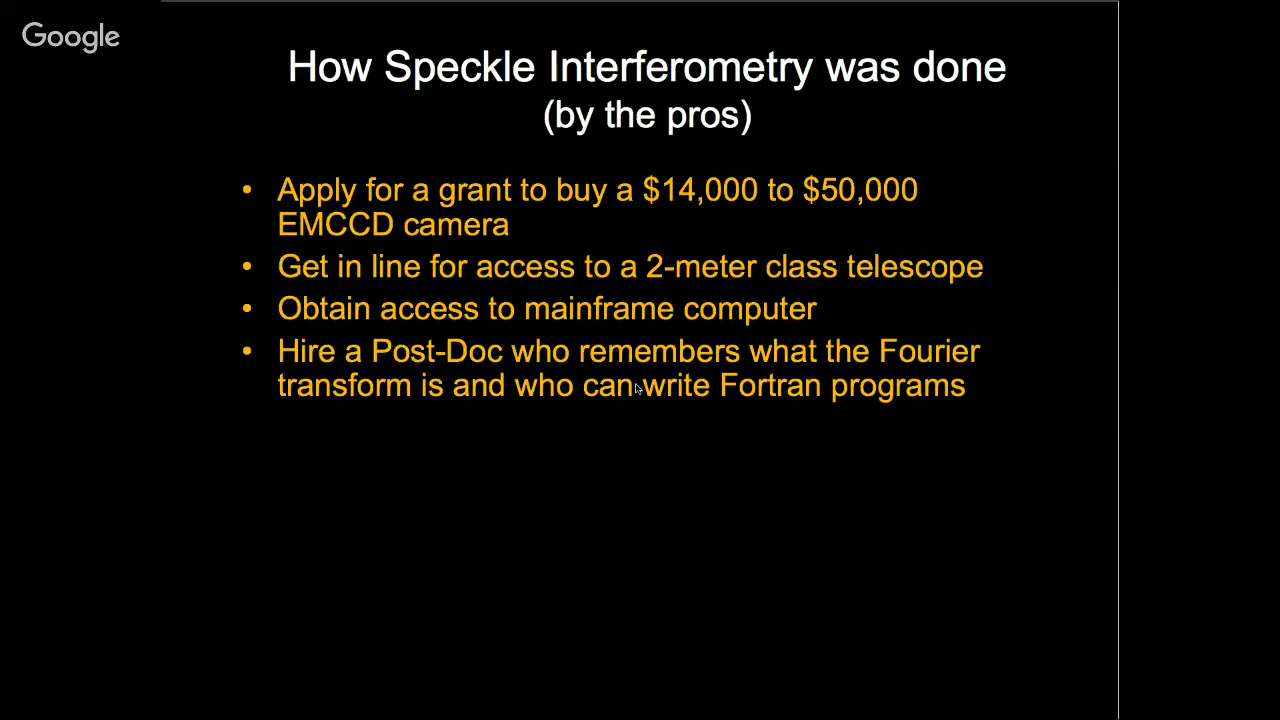 Google
How Speckle Interferometry was done
(by the pros)
• Apply for a grant to buy a $14,000 to $50,000
EMCCD camera
• Get in line for access to a 2-meter class telescope
• Obtain access to mainframe computer
• Hire a Post-Doc who remembers what the Fourier
transform is and who can write Fortran programs